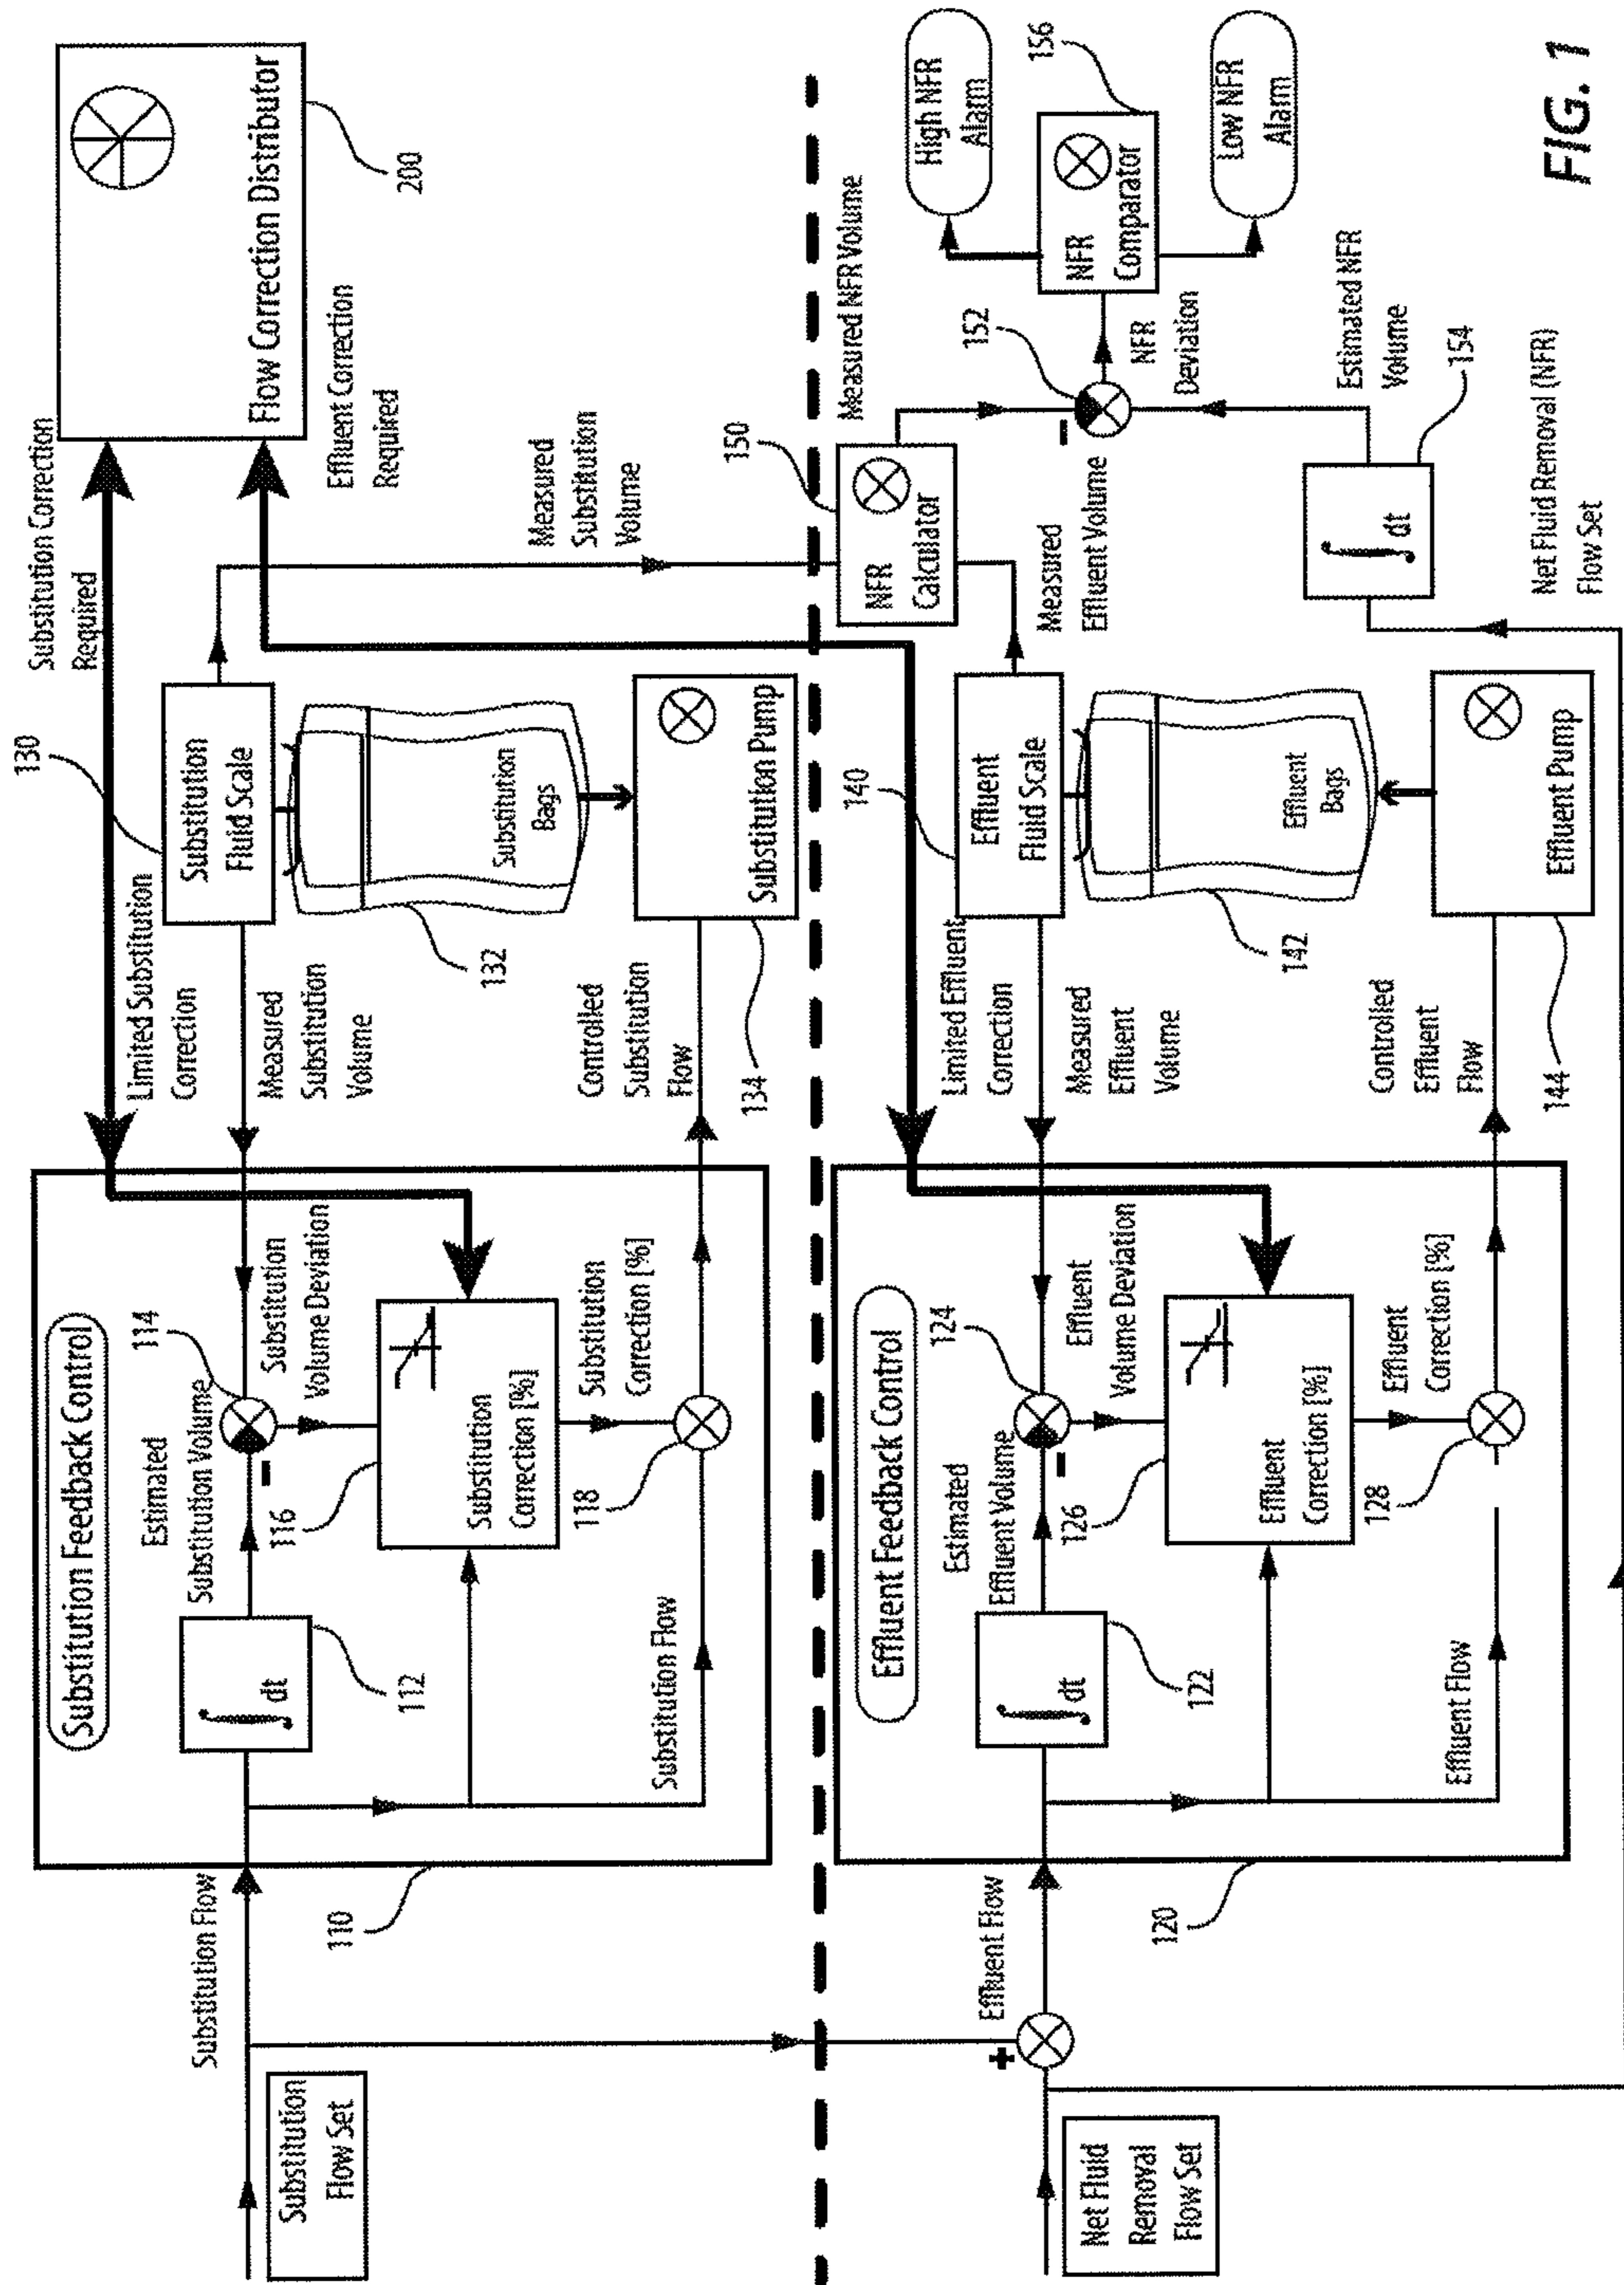 Substitution
Flow Set
Substitution Flow
110
Substitution Feedback Control
∫ dt
112
Estimated
Substitution Volume
-
114
Substitution
Volume Deviation
116
Substitution
Correction [%]
Substitution
Correction [%]
118
Substitution Flow
Limited Substitution
Correction
Measured
Substitution
Volume
Controlled
Substitution
Flow
130
Substitution
Fluid Scale
Substitution
Bags
132
Substitution Pump
134
Substitution Correction
Required
Measured
Substitution
Volume
Effluent Correction
Required
Flow Correction Distributor
200
Net Fluid
Removal
Flow Set
+
Effluent Flow
120
Effluent Feedback Control
∫ dt
122
Estimated
Effluent Volume
-
124
Effluent
Volume Deviation
126
Effluent
Correction [%]
Effluent
Correction [%]
128
Effluent Flow
Limited Effluent
Correction
Measured
Effluent
Volume
Controlled
Effluent
Flow
140
Effluent
Fluid Scale
Effluent
Bags
142
Effluent Pump
144
150
NFR
Calculator
Measured NFR Volume
Measured
Effluent Volume
-
152
NFR
Deviation
∫ dt
154
Estimated NFR
Volume
Net Fluid Removal (NFR)
Flow Set
NFR
Comparator
156
High NFR
Alarm
Low NFR
Alarm
FIG. 1